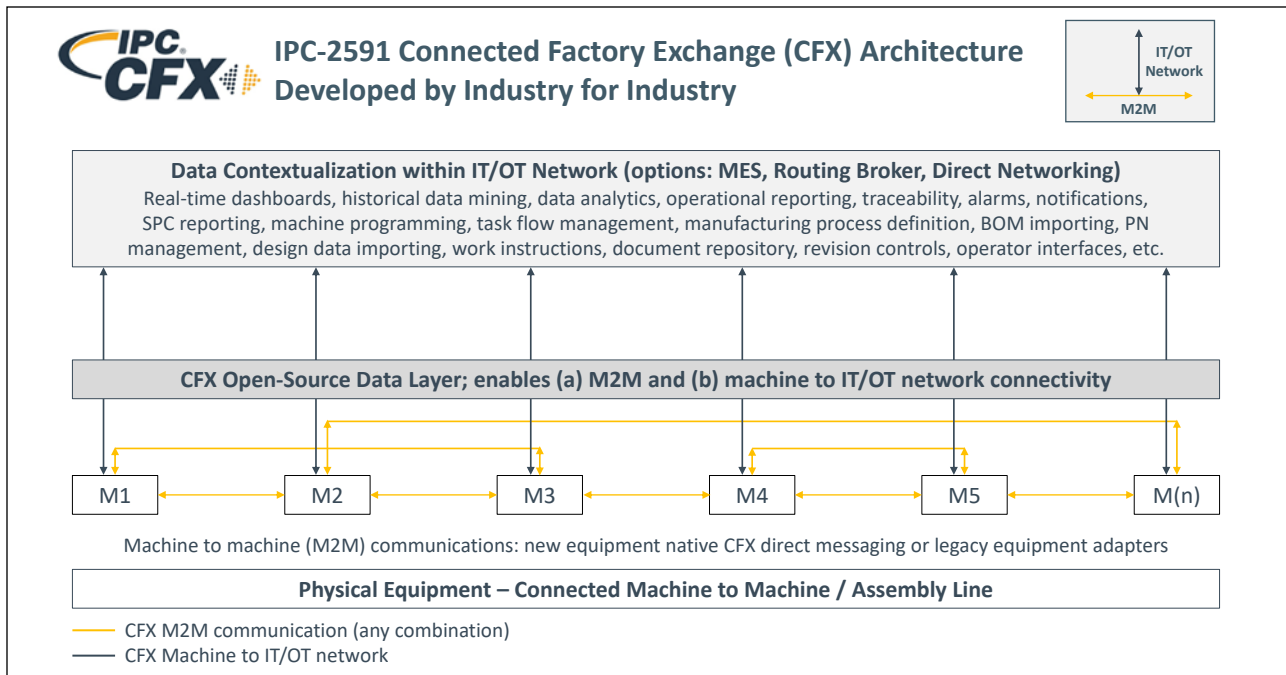 IPC®
CFX
IPC-2591 Connected Factory Exchange (CFX) Architecture
Developed by Industry for Industry
IT/OT
Network
M2M
Data Contextualization within IT/OT Network (options: MES, Routing Broker, Direct Networking)
Real-time dashboards, historical data mining, data analytics, operational reporting, traceability, alarms, notifications,
SPC reporting, machine programming, task flow management, manufacturing process definition, BOM importing, PN
management, design data importing, work instructions, document repository, revision controls, operator interfaces, etc.
CFX Open-Source Data Layer; enables (a) M2M and (b) machine to IT/OT network connectivity
M1 M2 M3 M4 M5 M(n)
Machine to machine (M2M) communications: new equipment native CFX direct messaging or legacy equipment adapters
Physical Equipment – Connected Machine to Machine / Assembly Line
CFX M2M communication (any combination)
CFX Machine to IT/OT network